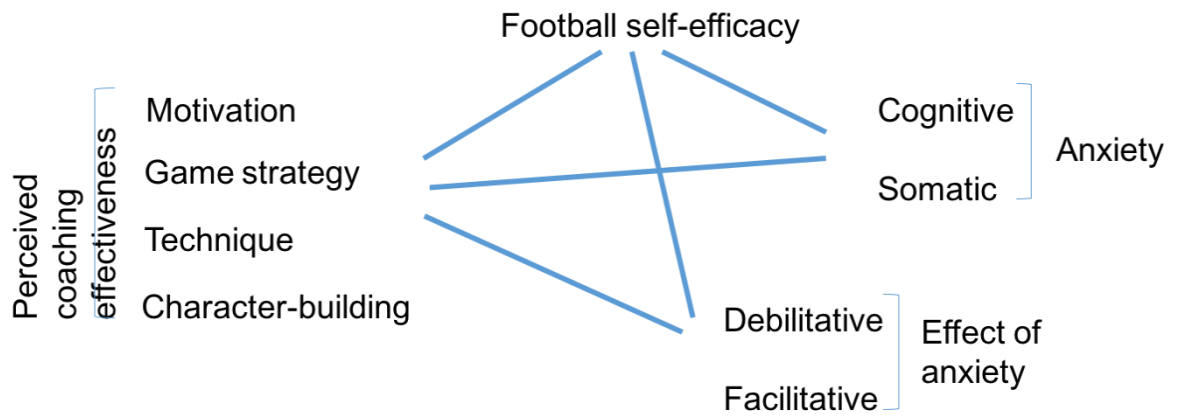 Football self-efficacy
Perceived
coaching
effectiveness
Motivation
Game strategy
Technique
Character-building
Cognitive
Somatic
Anxiety
Debilitative
Facilitative
Effect of
anxiety